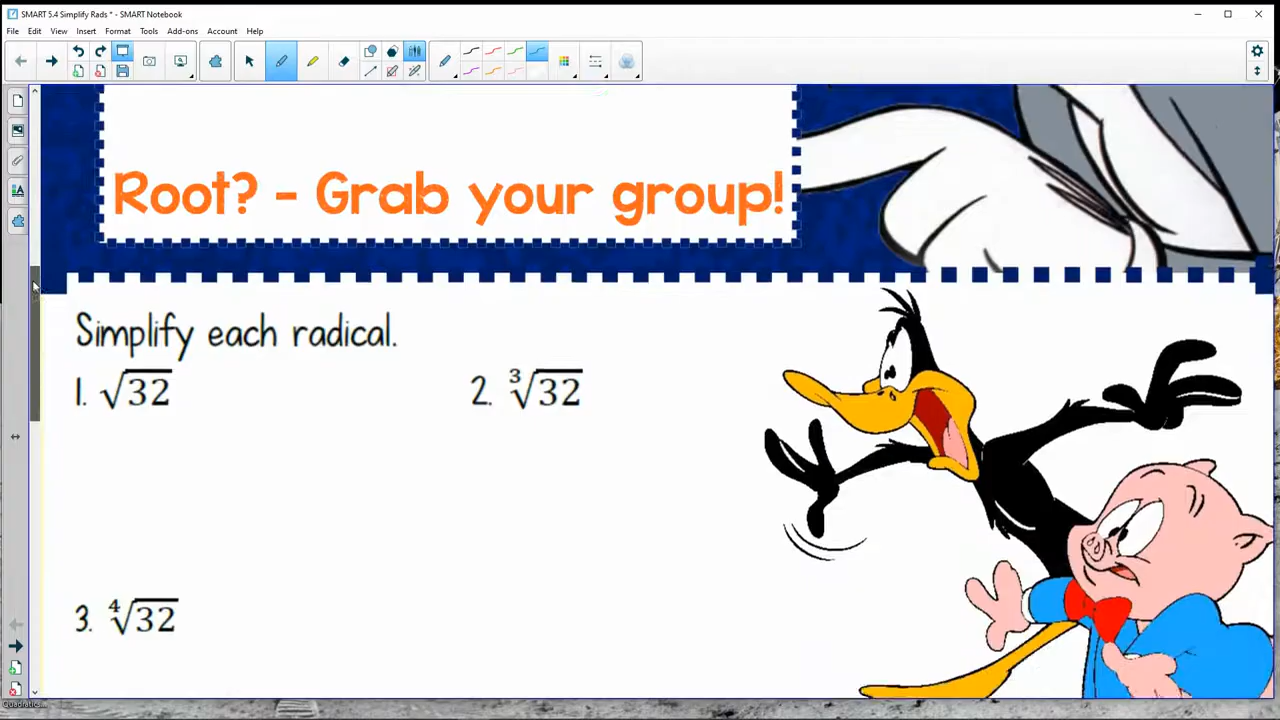 SMART 5.4 Simplify Rads * - SMART Notebook
File Edit View Insert Format Tools Add-ons Account Help
Root? - Grab your group!
Simplify each radical.
1. √32
2. ∛32
3. ∜32
Quadratics...